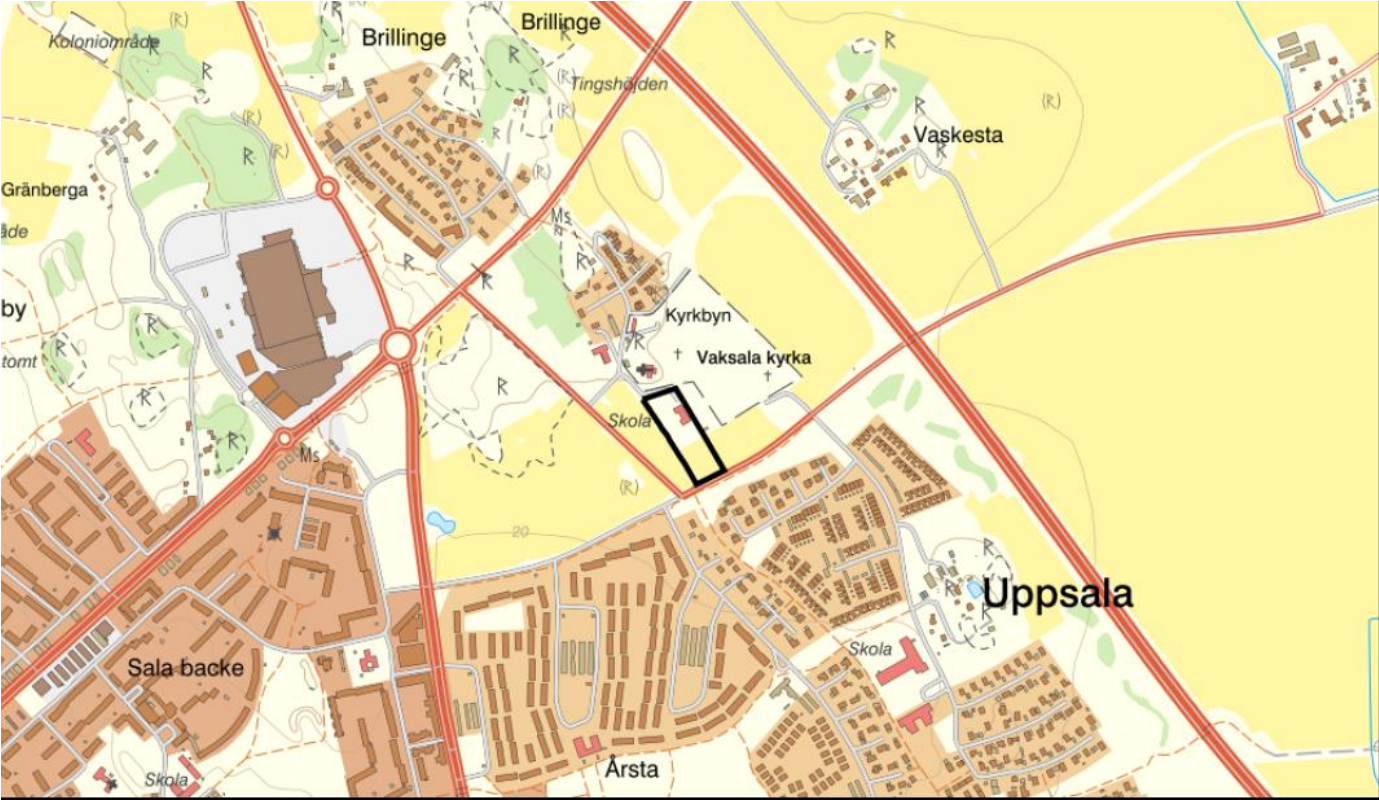 Koloniområde
Brillinge
Brillinge
R
(R)
Tingshöjden
Vaskesta
Gränberga
åde
Ms
by
Kyrkbyn
tomt
Vaksala kyrka
Skola
Ms
(R)
20
Uppsala
Skola
Sala backe
Årsta
Skola